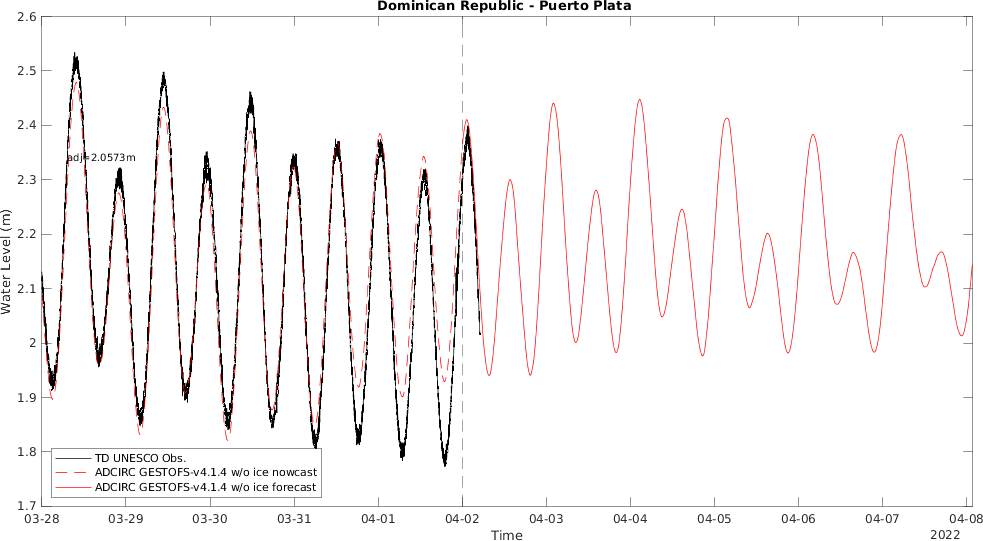 Dominican Republic - Puerto Plata
2.6
2.5
2.4
2.3
2.2
2.1
2
1.9
1.8
1.7
Water Level (m)
adj=2.0573m
TD UNESCO Obs.
ADCIRC GESTOFS-v4.1.4 w/o ice nowcast
ADCIRC GESTOFS-v4.1.4 w/o ice forecast
03-28 03-29 03-30 03-31 04-01 04-02 04-03 04-04 04-05 04-06 04-07 04-08
Time
2022